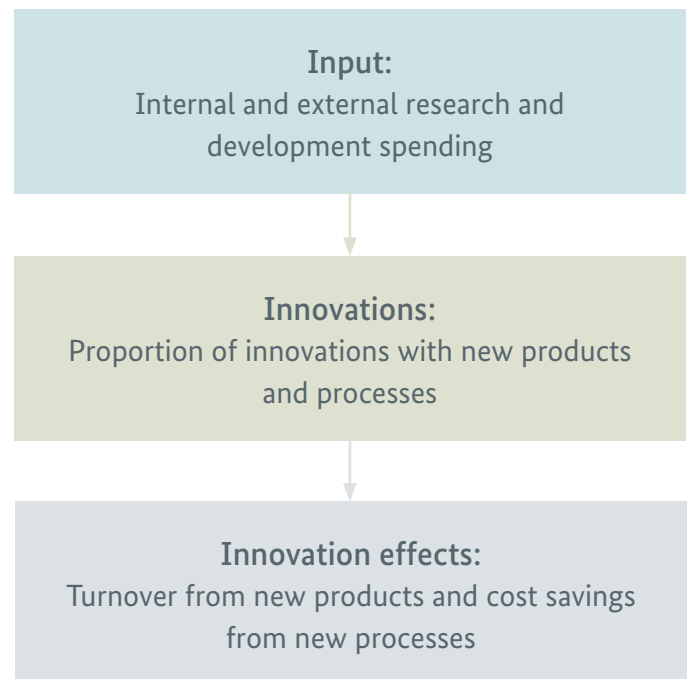 Input:
Internal and external research and
development spending
Innovations:
Proportion of innovations with new products
and processes
Innovation effects:
Turnover from new products and cost savings
from new processes